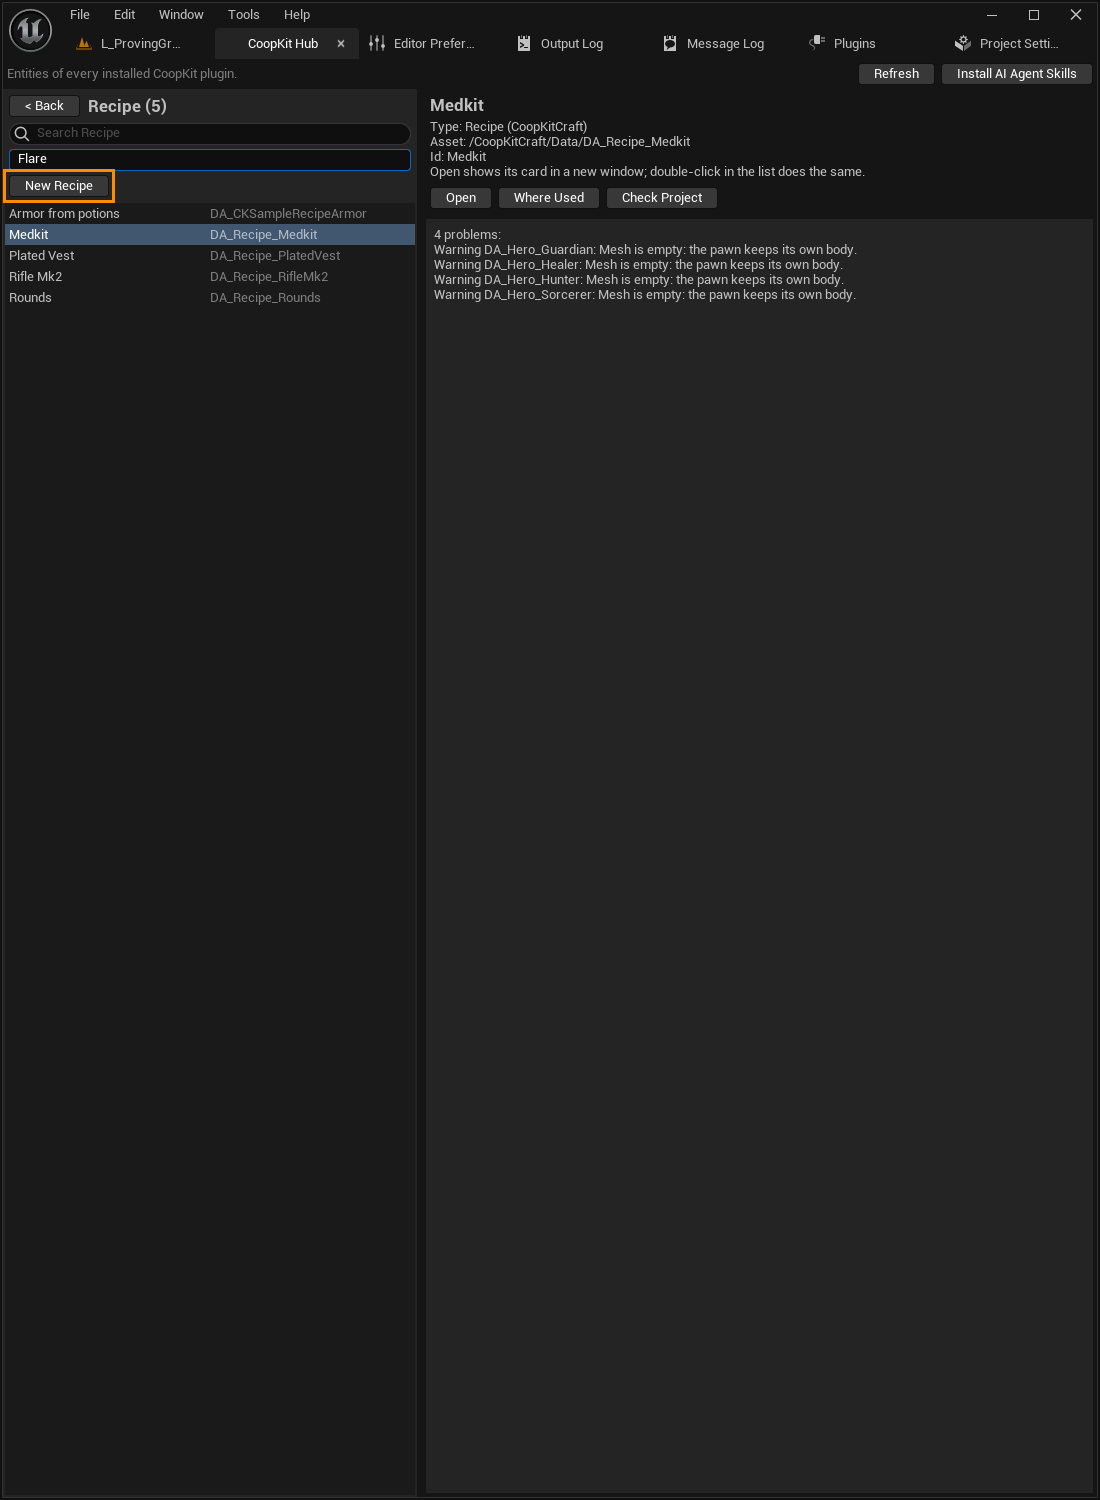 File Edit Window Tools Help
L_ProvingGr... CoopKit Hub Editor Prefer... Output Log Message Log Plugins Project Setti...
Entities of every installed CoopKit plugin. Refresh Install AI Agent Skills
< Back Recipe (5)
Search Recipe
Flare
New Recipe
Armor from potions DA_CKSampleRecipeArmor
Medkit DA_Recipe_Medkit
Plated Vest DA_Recipe_PlatedVest
Rifle Mk2 DA_Recipe_RifleMk2
Rounds DA_Recipe_Rounds
Medkit
Type: Recipe (CoopKitCraft)
Asset: /CoopKitCraft/Data/DA_Recipe_Medkit
Id: Medkit
Open shows its card in a new window; double-click in the list does the same.
Open Where Used Check Project
4 problems:
Warning DA_Hero_Guardian: Mesh is empty: the pawn keeps its own body.
Warning DA_Hero_Healer: Mesh is empty: the pawn keeps its own body.
Warning DA_Hero_Hunter: Mesh is empty: the pawn keeps its own body.
Warning DA_Hero_Sorcerer: Mesh is empty: the pawn keeps its own body.